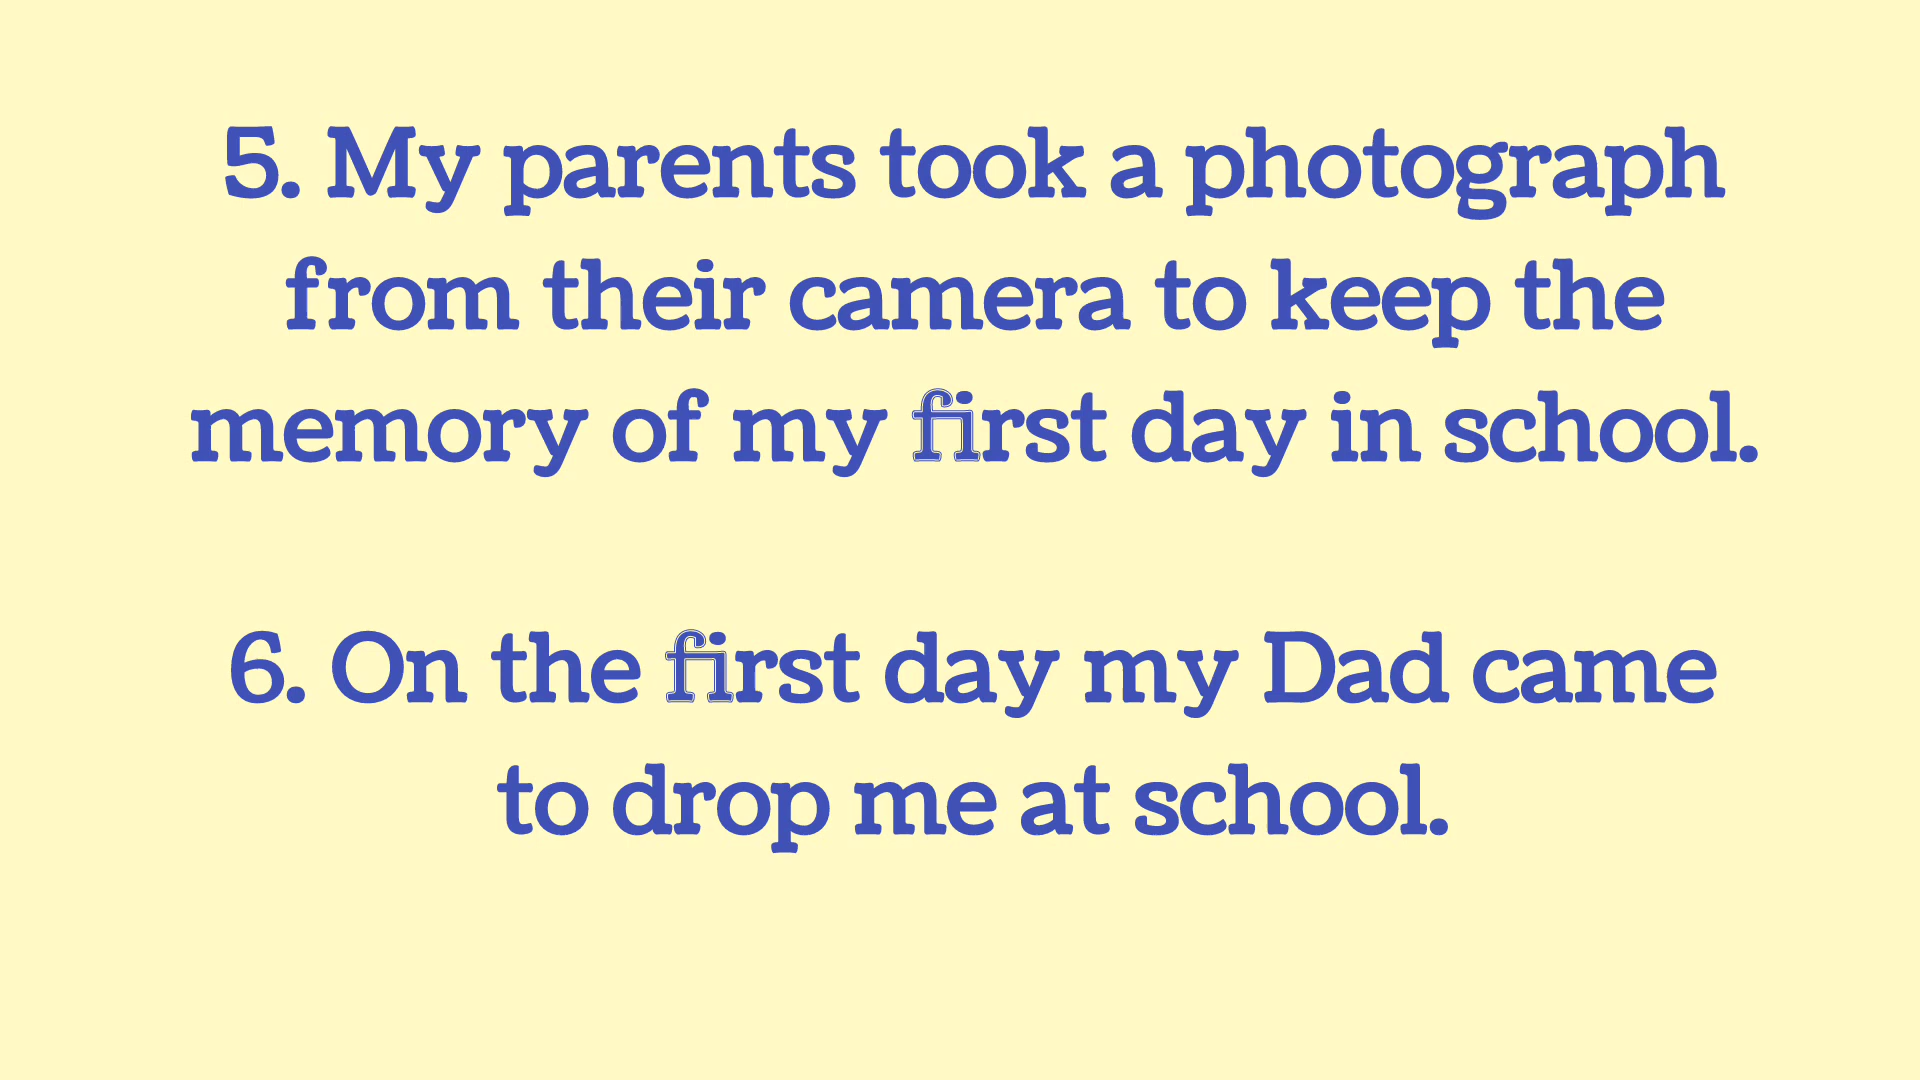 5. My parents took a photograph
from their camera to keep the
memory of my first day in school.
6. On the first day my Dad came
to drop me at school.